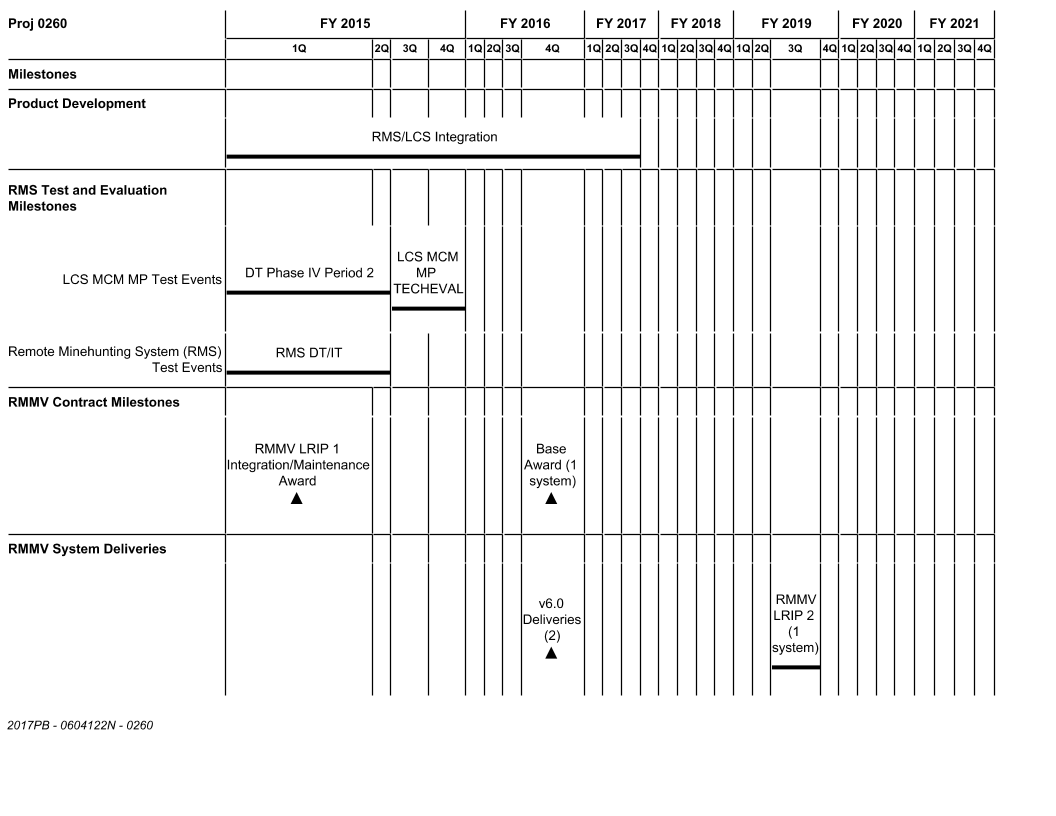 Proj 0260 FY 2015 FY 2016 FY 2017 FY 2018 FY 2019 FY 2020 FY 2021
1Q 2Q 3Q 4Q 1Q 2Q 3Q 4Q 1Q 2Q 3Q 4Q 1Q 2Q 3Q 4Q 1Q 2Q 3Q 4Q 1Q 2Q 3Q 4Q 1Q 2Q 3Q 4Q
Milestones
Product Development
RMS/LCS Integration
RMS Test and Evaluation
Milestones
LCS MCM MP Test Events
DT Phase IV Period 2
LCS MCM
MP
TECHEVAL
Remote Minehunting System (RMS)
Test Events
RMS DT/IT
RMMV Contract Milestones
RMMV LRIP 1
Integration/Maintenance
Award
Base
Award (1
system)
RMMV System Deliveries
v6.0
Deliveries
(2)
RMMV
LRIP 2
(1
system)
2017PB - 0604122N - 0260